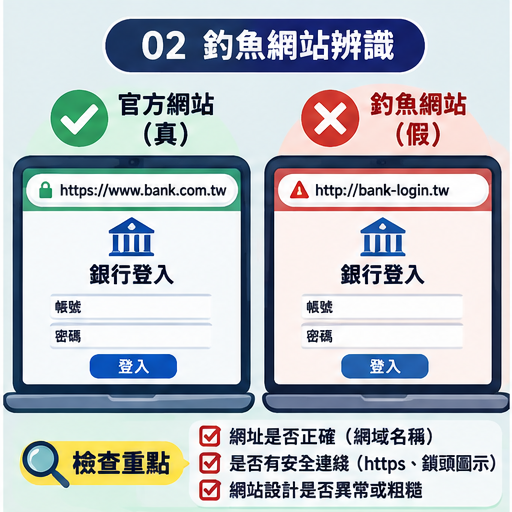 02 釣魚網站辨識
官方網站
（真）
釣魚網站
（假）
https://www.bank.com.tw
http://bank-login.tw
銀行登入
帳號
密碼
登入
銀行登入
帳號
密碼
登入
檢查重點
網址是否正確（網域名稱）
是否有安全連綫（https、鎖頭圖示）
網站設計是否異常或粗糙